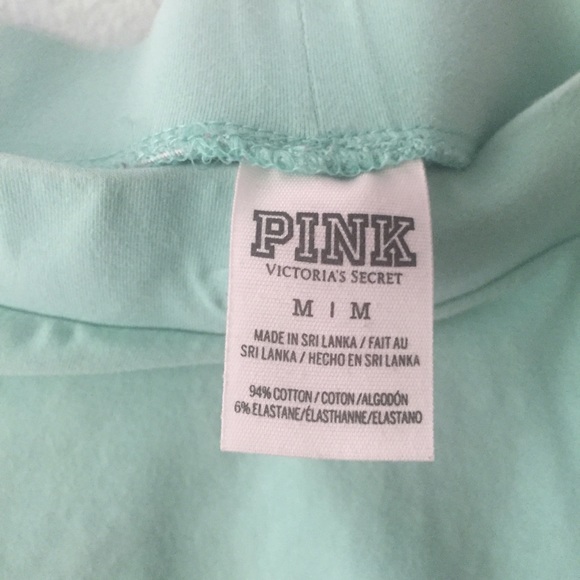 PINK
VICTORIA'S SECRET
M | M
MADE IN SRI LANKA / FAIT AU
SRI LANKA / HECHO EN SRI LANKA
94% COTTON / COTON / ALGODÓN
6% ELASTANE/ÉLASTHANNE/ELASTANO